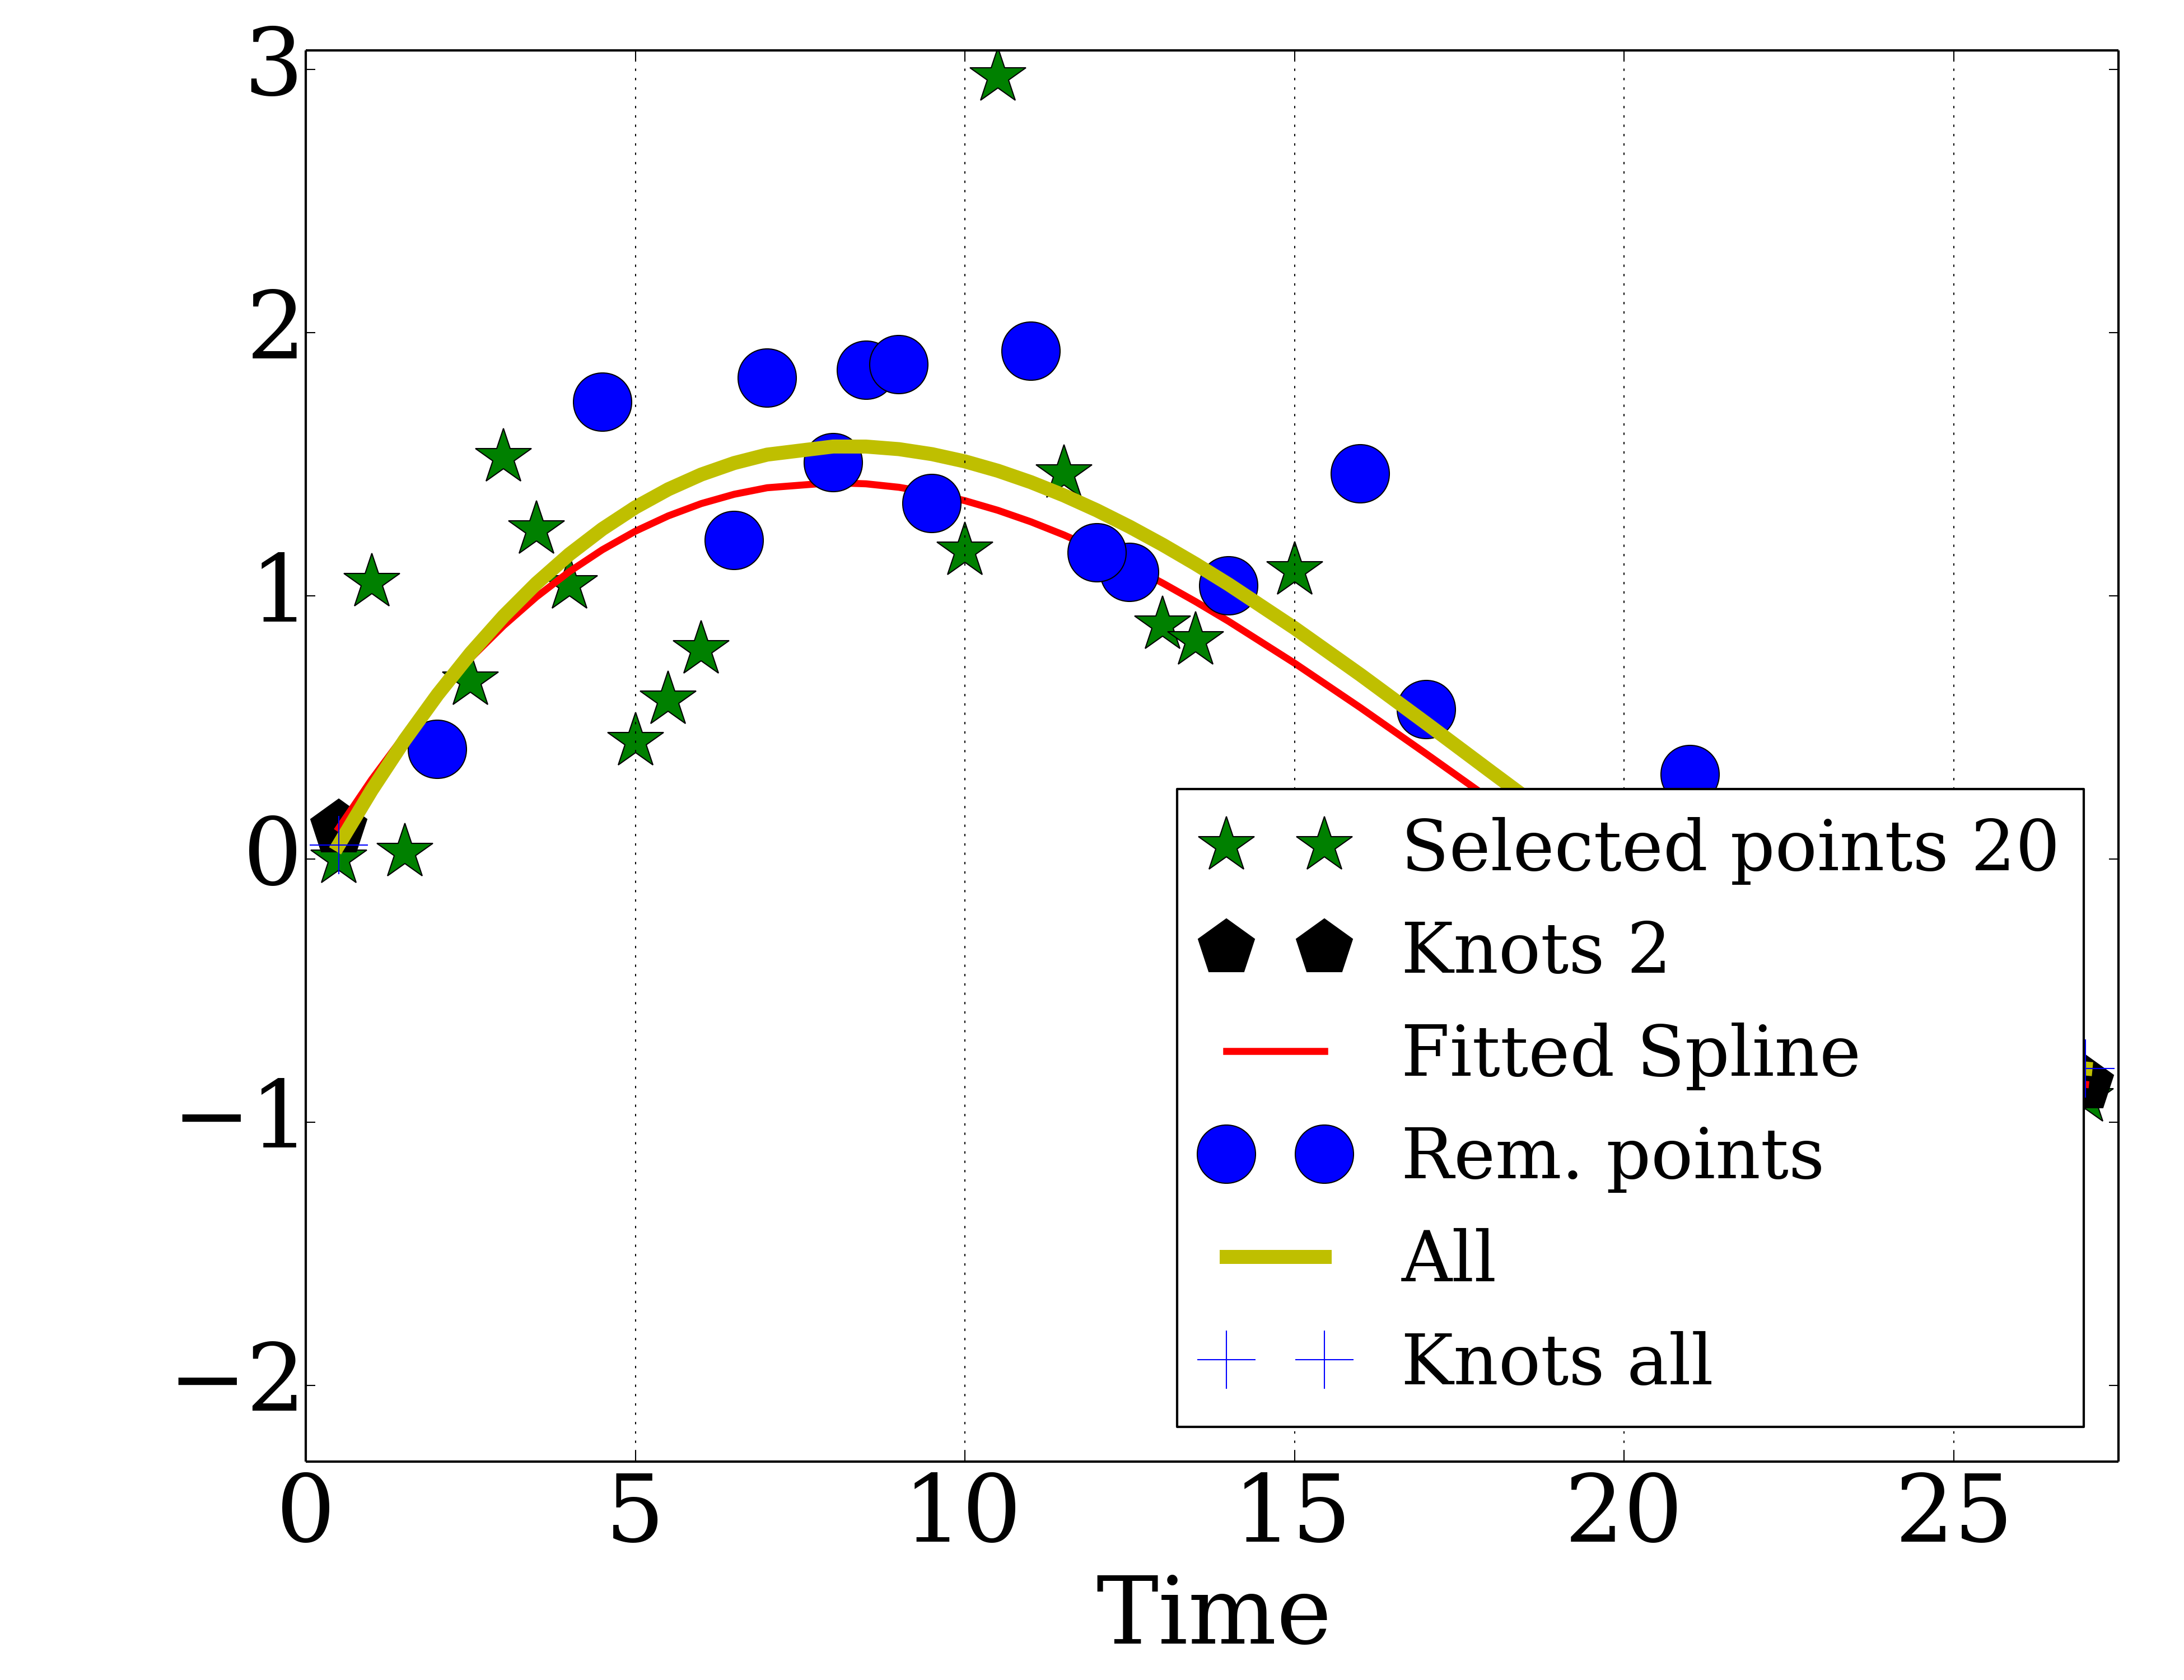 3
2
1
0
−1
−2
Selected points 20
Knots 2
Fitted Spline
Rem. points
All
Knots all
0 5 10 15 20 25
Time